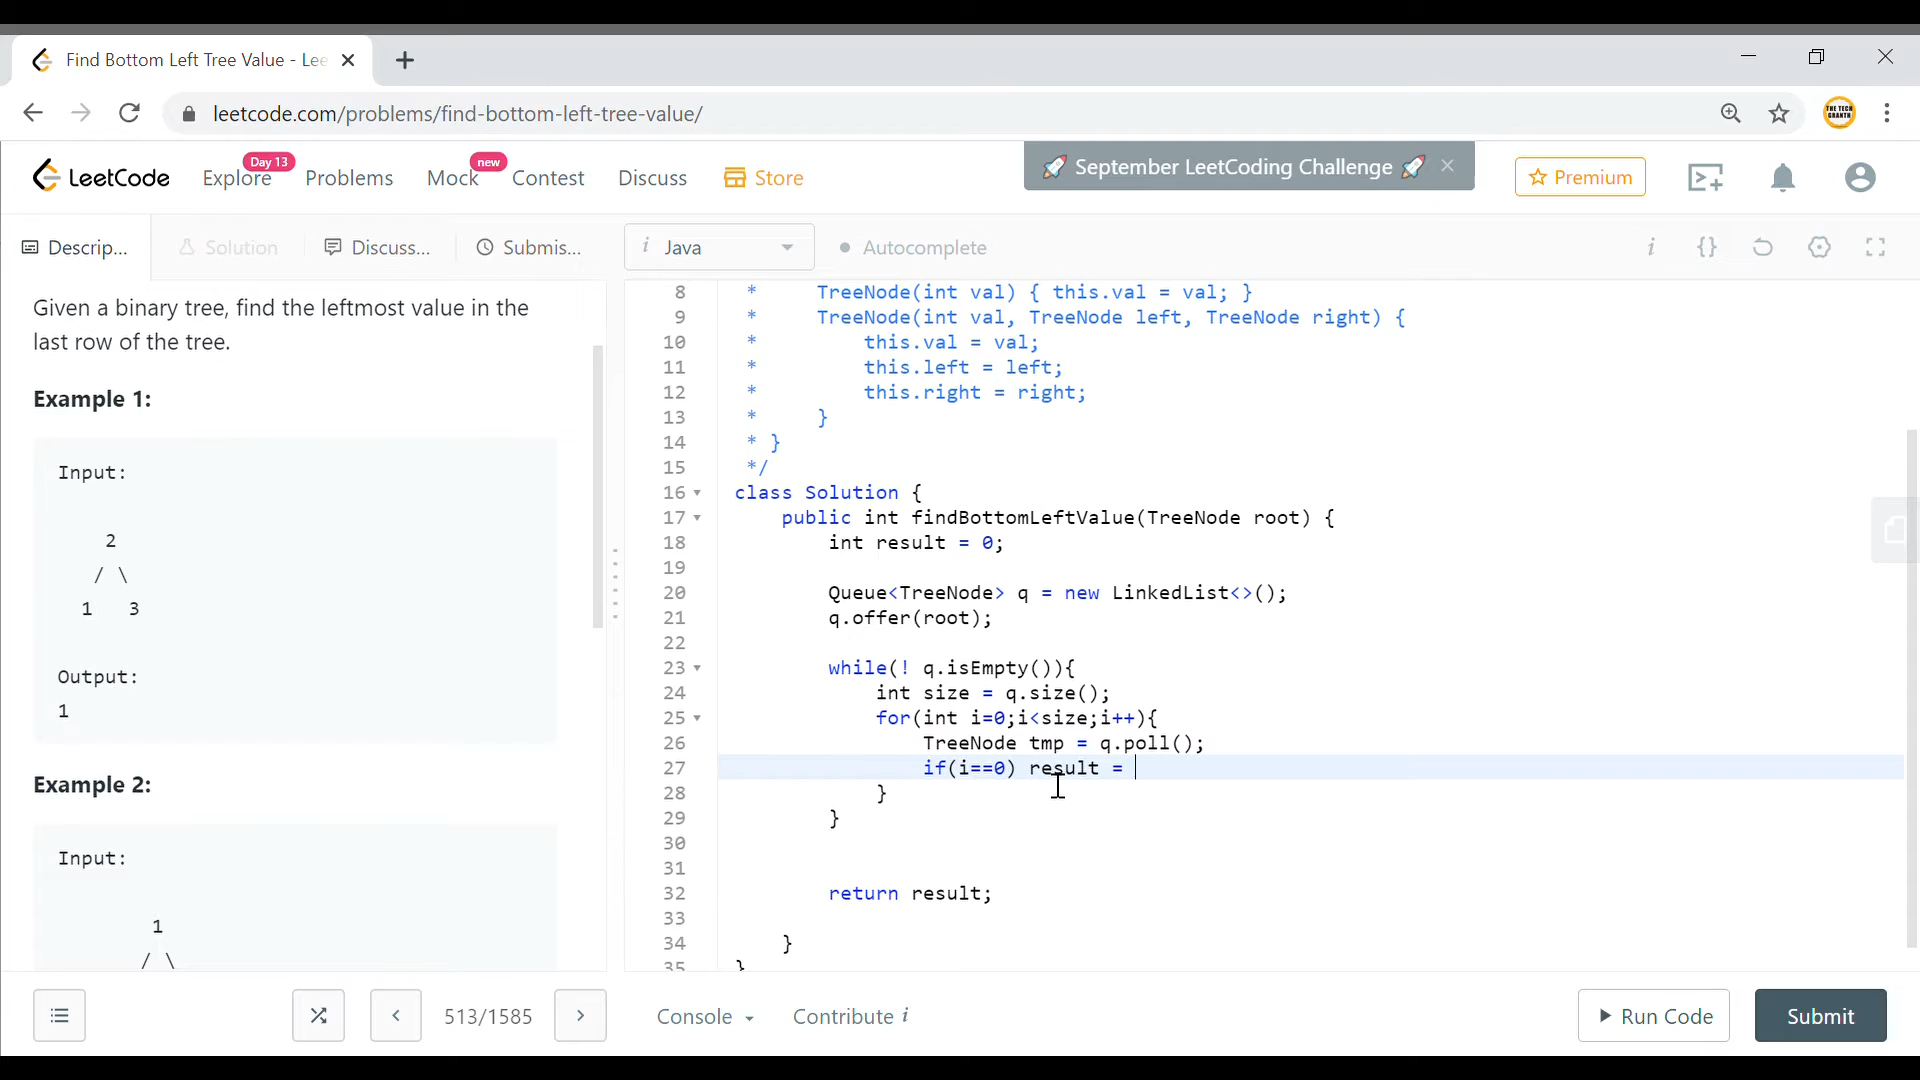 Find Bottom Left Tree Value - Lee
leetcode.com/problems/find-bottom-left-tree-value/
THE TECH GRANTH
LeetCode
Explore
Day 13
Problems
Mock
new
Contest
Discuss
Store
🚀 September LeetCoding Challenge 🚀
Premium
Descrip...
Solution
Discuss...
Submis...
i Java
Autocomplete
i {}
Given a binary tree, find the leftmost value in the
last row of the tree.
Example 1:
Input:
2
/ \
1 3
Output:
1
Example 2:
Input:
1
/ \
8 * TreeNode(int val) { this.val = val; }
9 * TreeNode(int val, TreeNode left, TreeNode right) {
10 * this.val = val;
11 * this.left = left;
12 * this.right = right;
13 * }
14 * }
15 */
16 class Solution {
17 public int findBottomLeftValue(TreeNode root) {
18 int result = 0;
19
20 Queue<TreeNode> q = new LinkedList<>();
21 q.offer(root);
22
23 while(! q.isEmpty()){
24 int size = q.size();
25 for(int i=0;i<size;i++){
26 TreeNode tmp = q.poll();
27 if(i==0) result =
28 }
29 }
30
31
32 return result;
33
34 }
35 }
513/1585
Console
Contribute i
Run Code
Submit